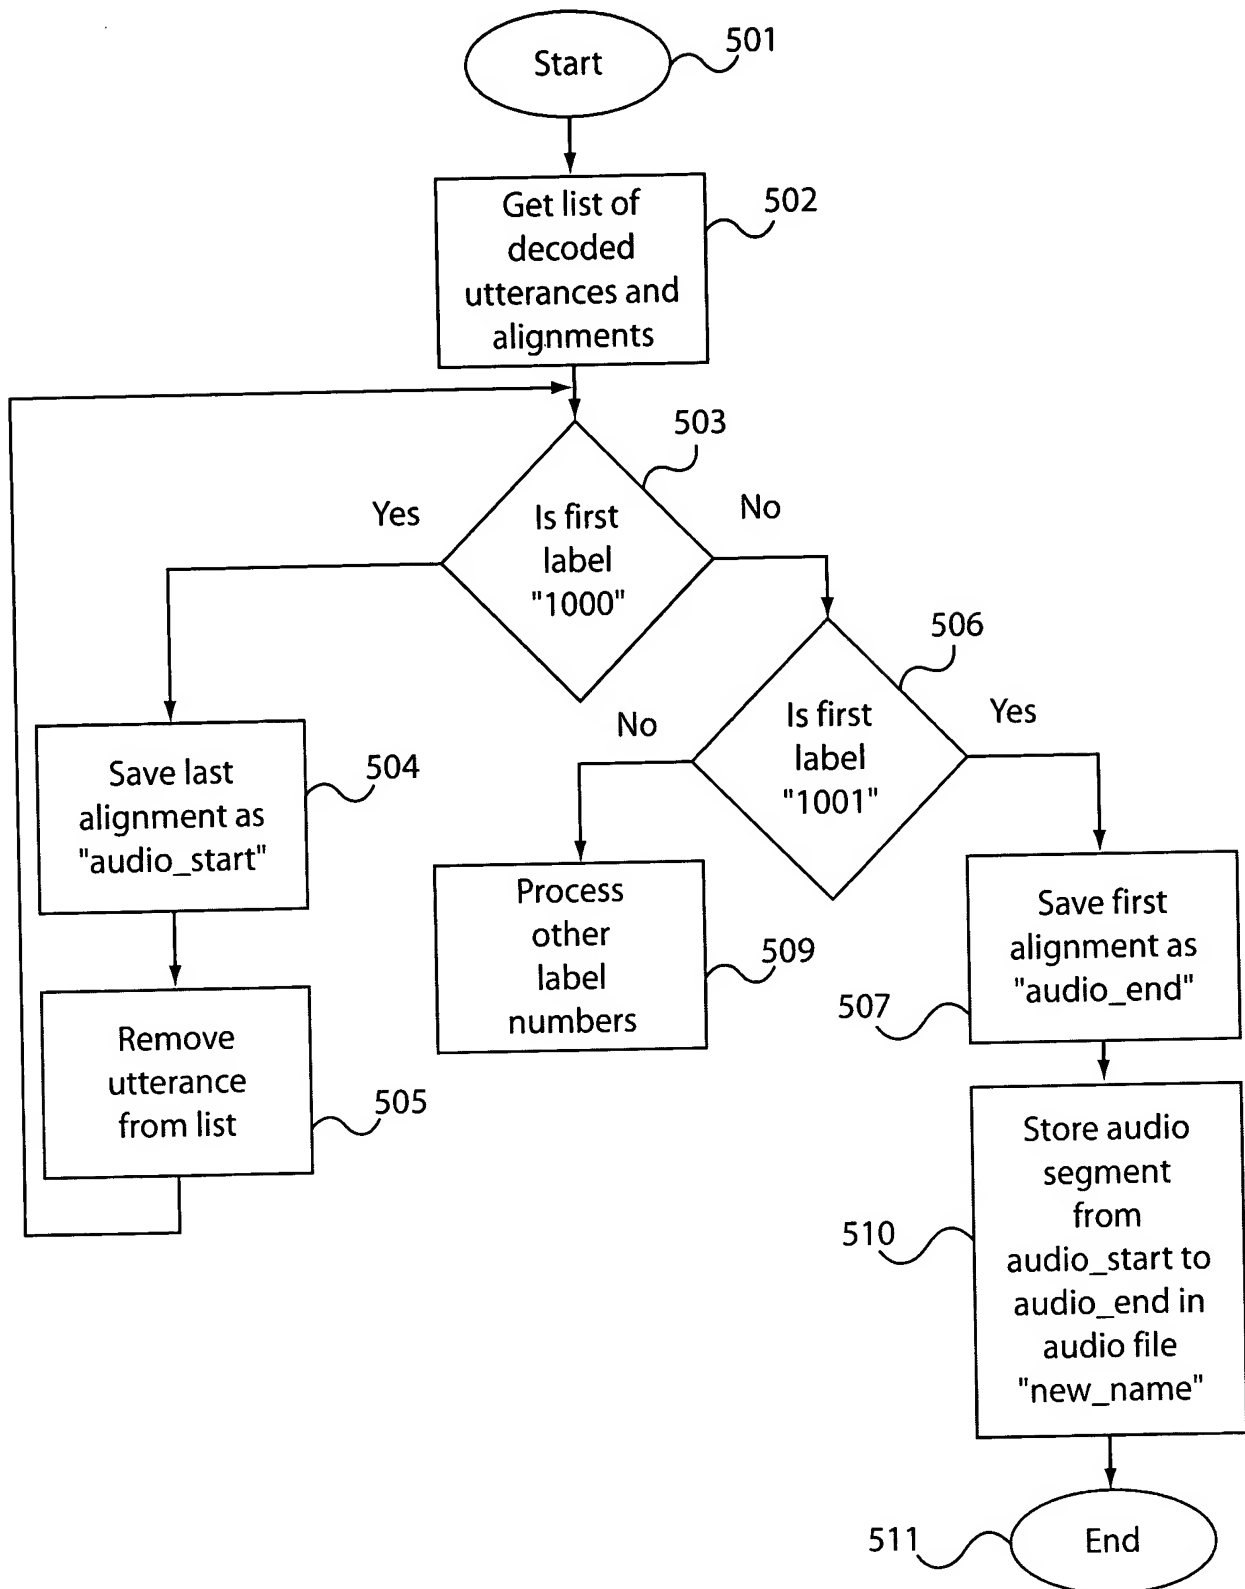 Start
501
Get list of
decoded
utterances and
alignments
502
503
Yes
Is first
label
"1000"
No
506
No
Is first
label
"1001"
Yes
Save last
alignment as
"audio_start"
504
Process
other
label
numbers
509
Save first
alignment as
"audio_end"
507
Remove
utterance
from list
505
Store audio
segment
from
audio_start to
audio_end in
audio file
"new_name"
510
511
End